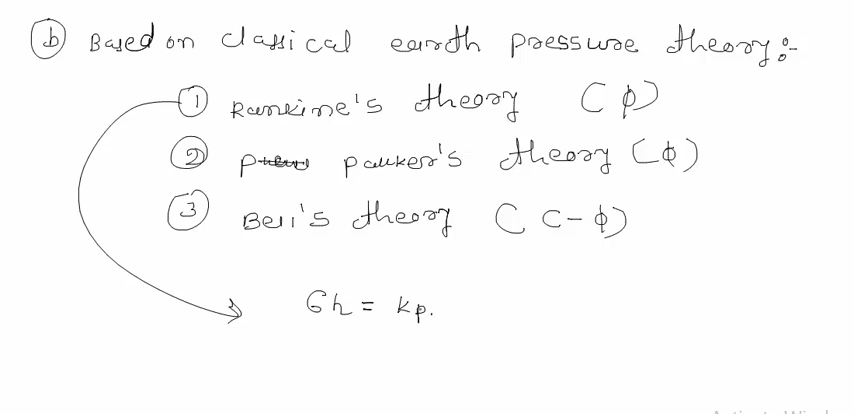 b Based on classical earth pressure theory:-
1 Rankine's theory (ϕ)
2 Pauker's theory (ϕ)
3 Bell's theory (C-ϕ)
σh = kp.